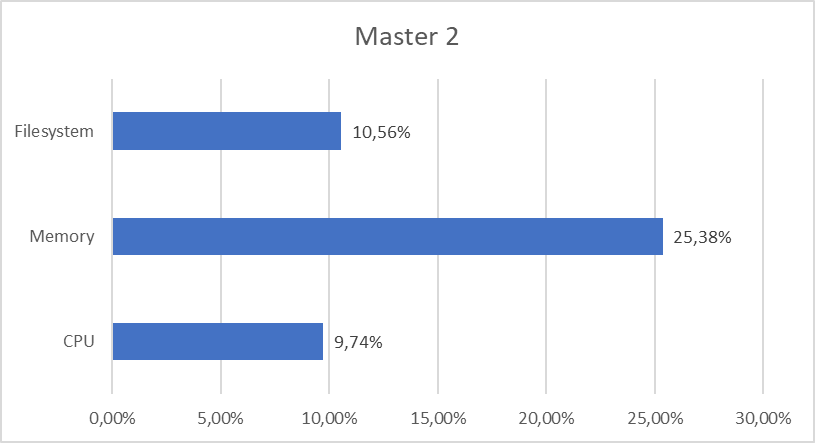 Master 2
Filesystem
10,56%
Memory
25,38%
CPU
9,74%
0,00%
5,00%
10,00%
15,00%
20,00%
25,00%
30,00%